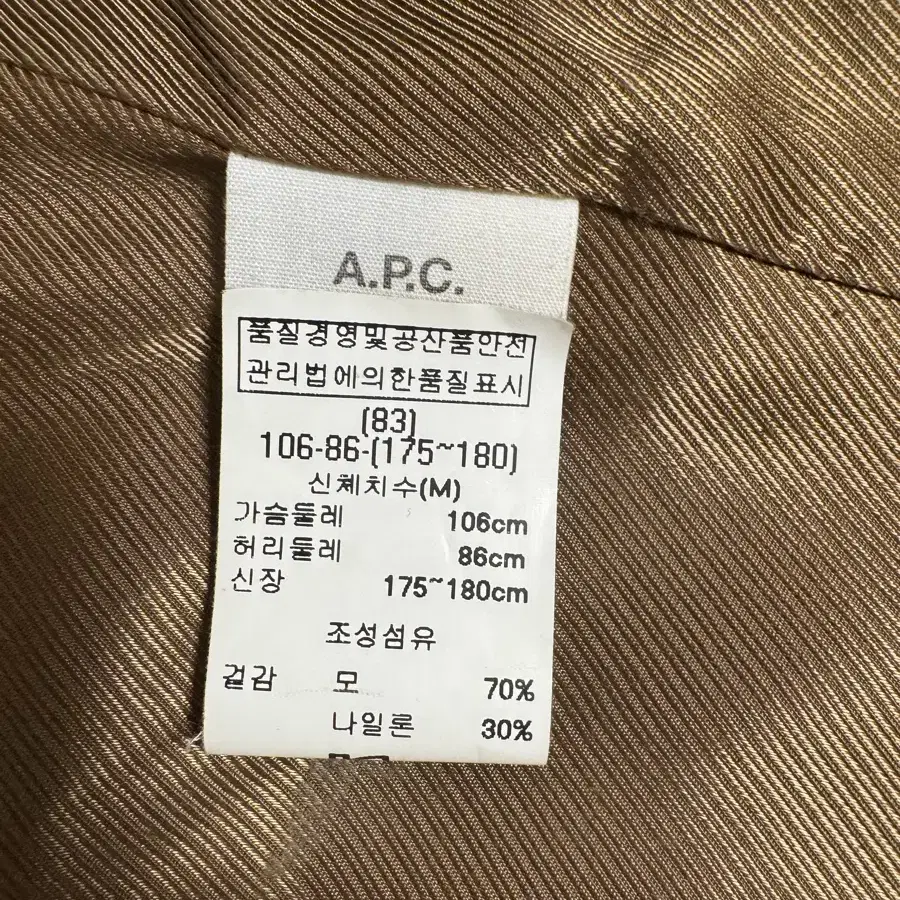 A.P.C.
품질경영및공산품안전
관리법에의한품질표시
(83)
106-86-(175~180)
신체치수(M)
가슴둘레 106cm
허리둘레 86cm
신장 175~180cm
조성섬유
겉감 모 70%
나일론 30%